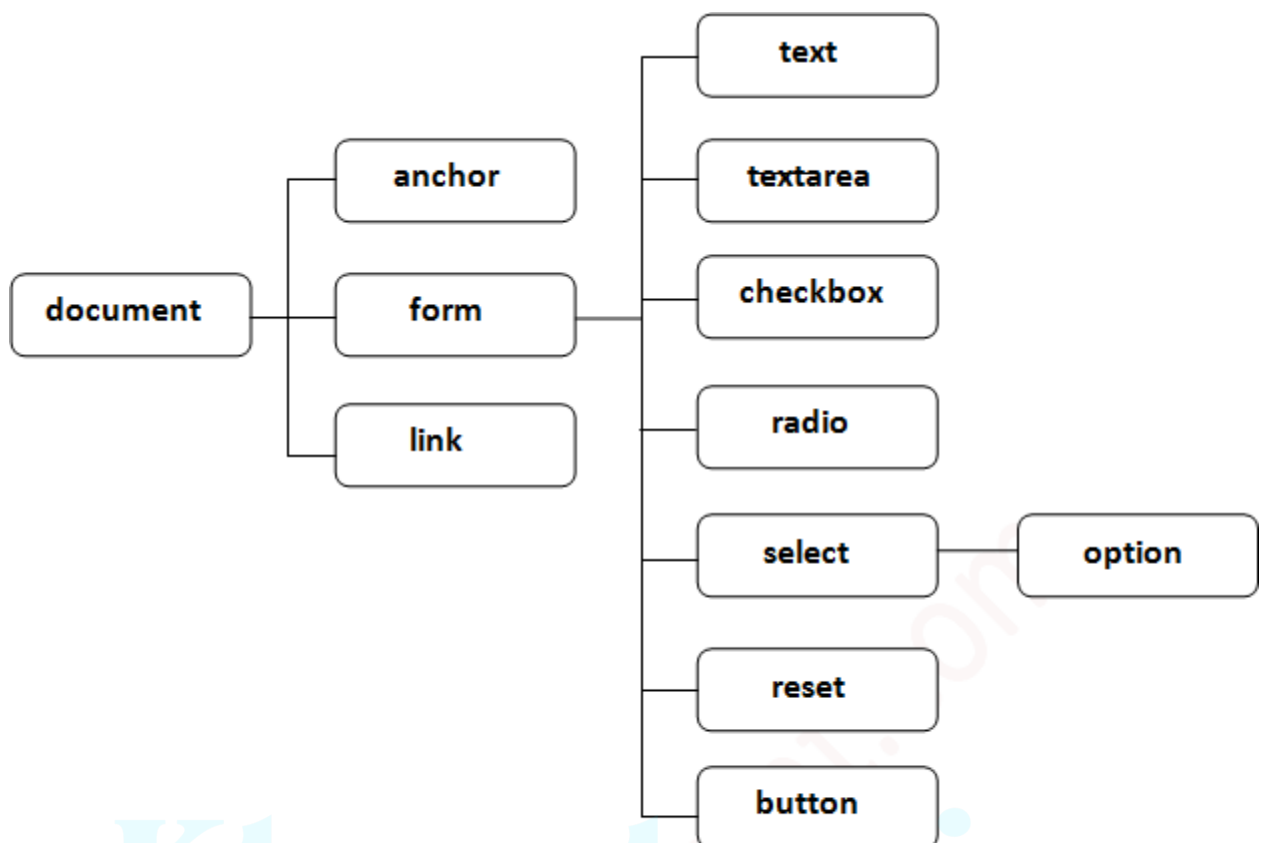 text
anchor
textarea
document
form
checkbox
link
radio
select
option
reset
button